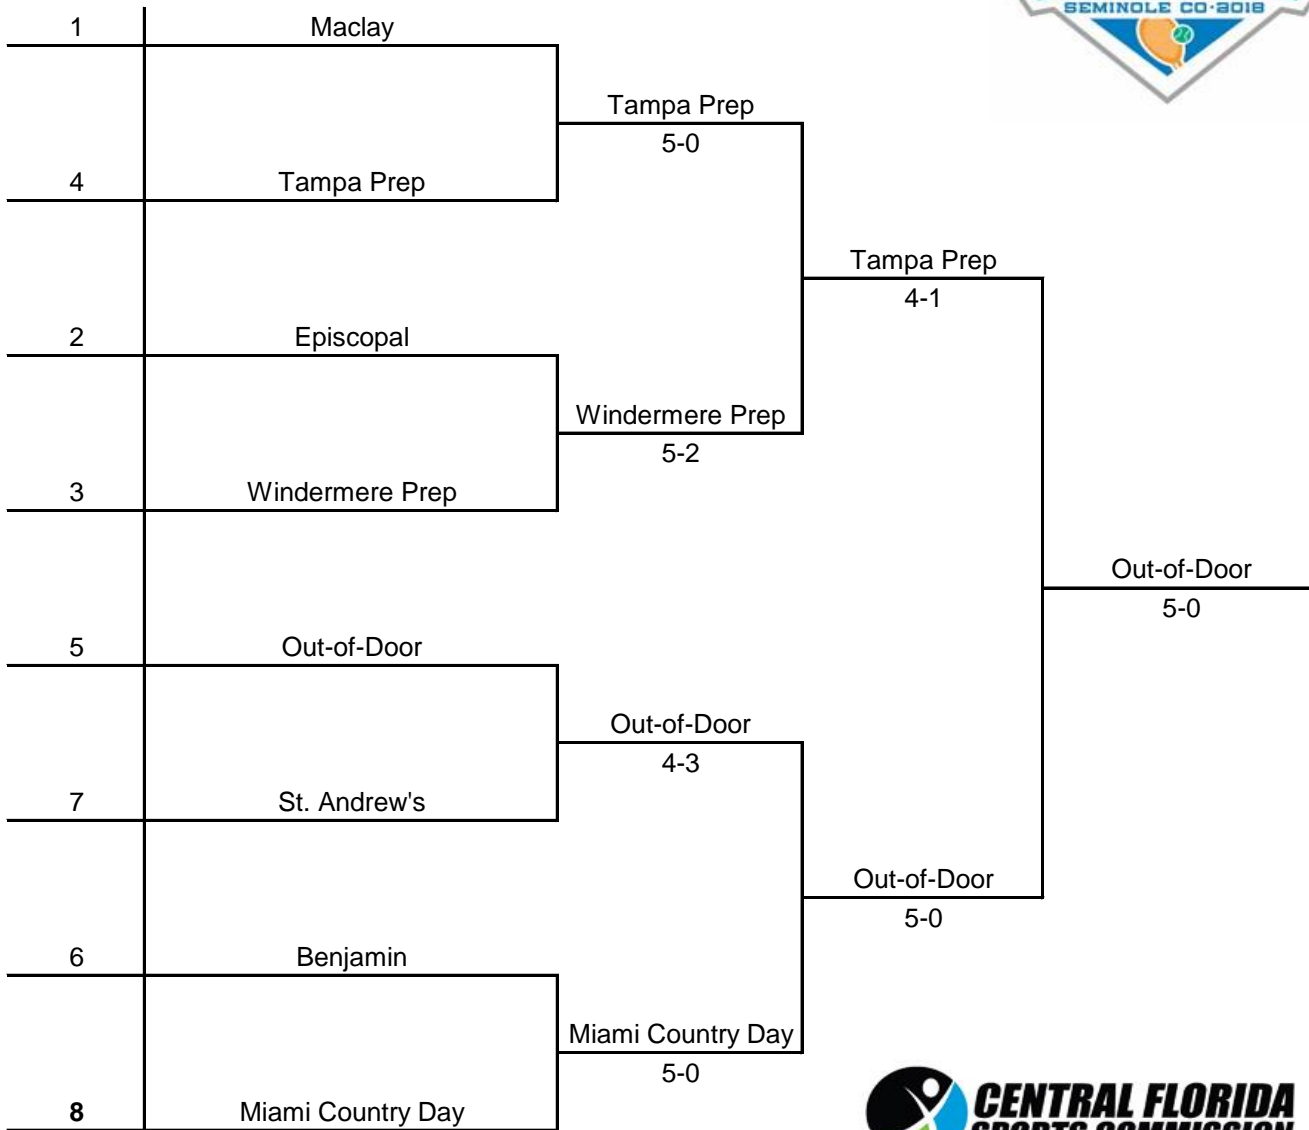 SEMINOLE CO·2018
1 Maclay
Tampa Prep
5-0
4 Tampa Prep
Tampa Prep
4-1
2 Episcopal
Windermere Prep
5-2
3 Windermere Prep
Out-of-Door
5-0
5 Out-of-Door
Out-of-Door
4-3
7 St. Andrew's
Out-of-Door
5-0
6 Benjamin
Miami Country Day
5-0
8 Miami Country Day
CENTRAL FLORIDA
SPORTS COMMISSION